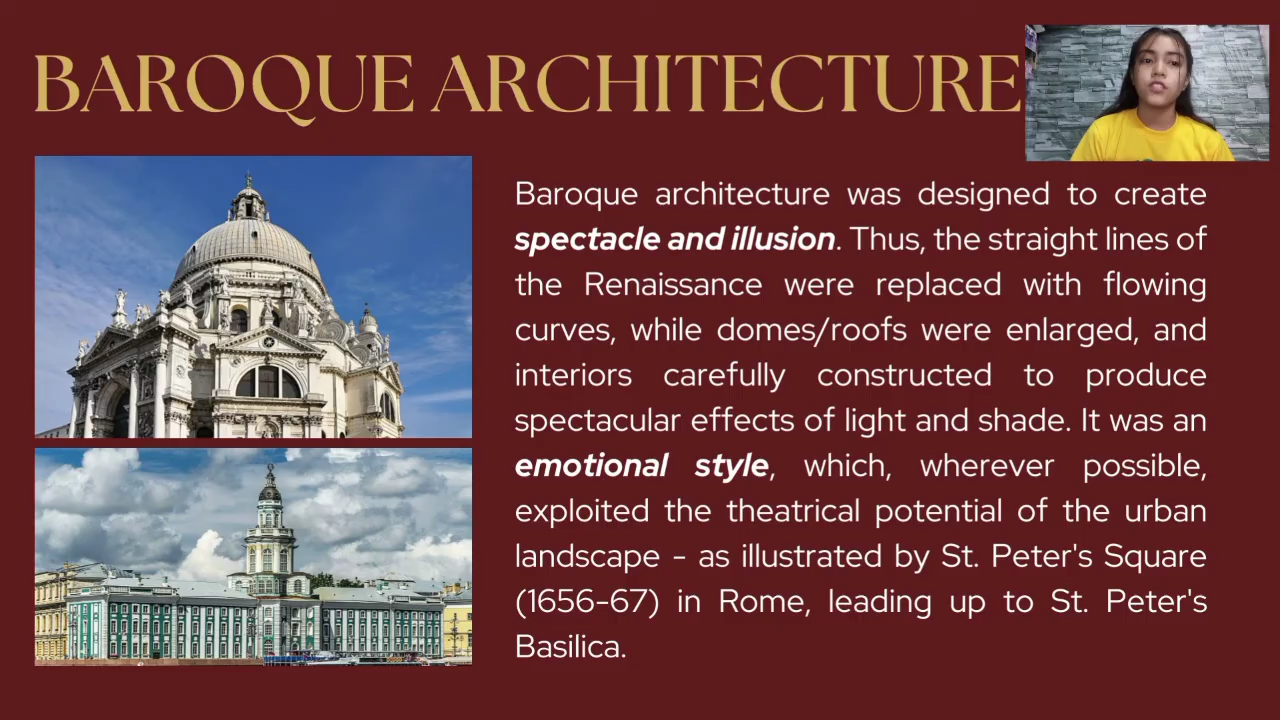 BAROQUE ARCHITECTURE
Baroque architecture was designed to create
spectacle and illusion. Thus, the straight lines of
the Renaissance were replaced with flowing
curves, while domes/roofs were enlarged, and
interiors carefully constructed to produce
spectacular effects of light and shade. It was an
emotional style, which, wherever possible,
exploited the theatrical potential of the urban
landscape - as illustrated by St. Peter's Square
(1656-67) in Rome, leading up to St. Peter's
Basilica.